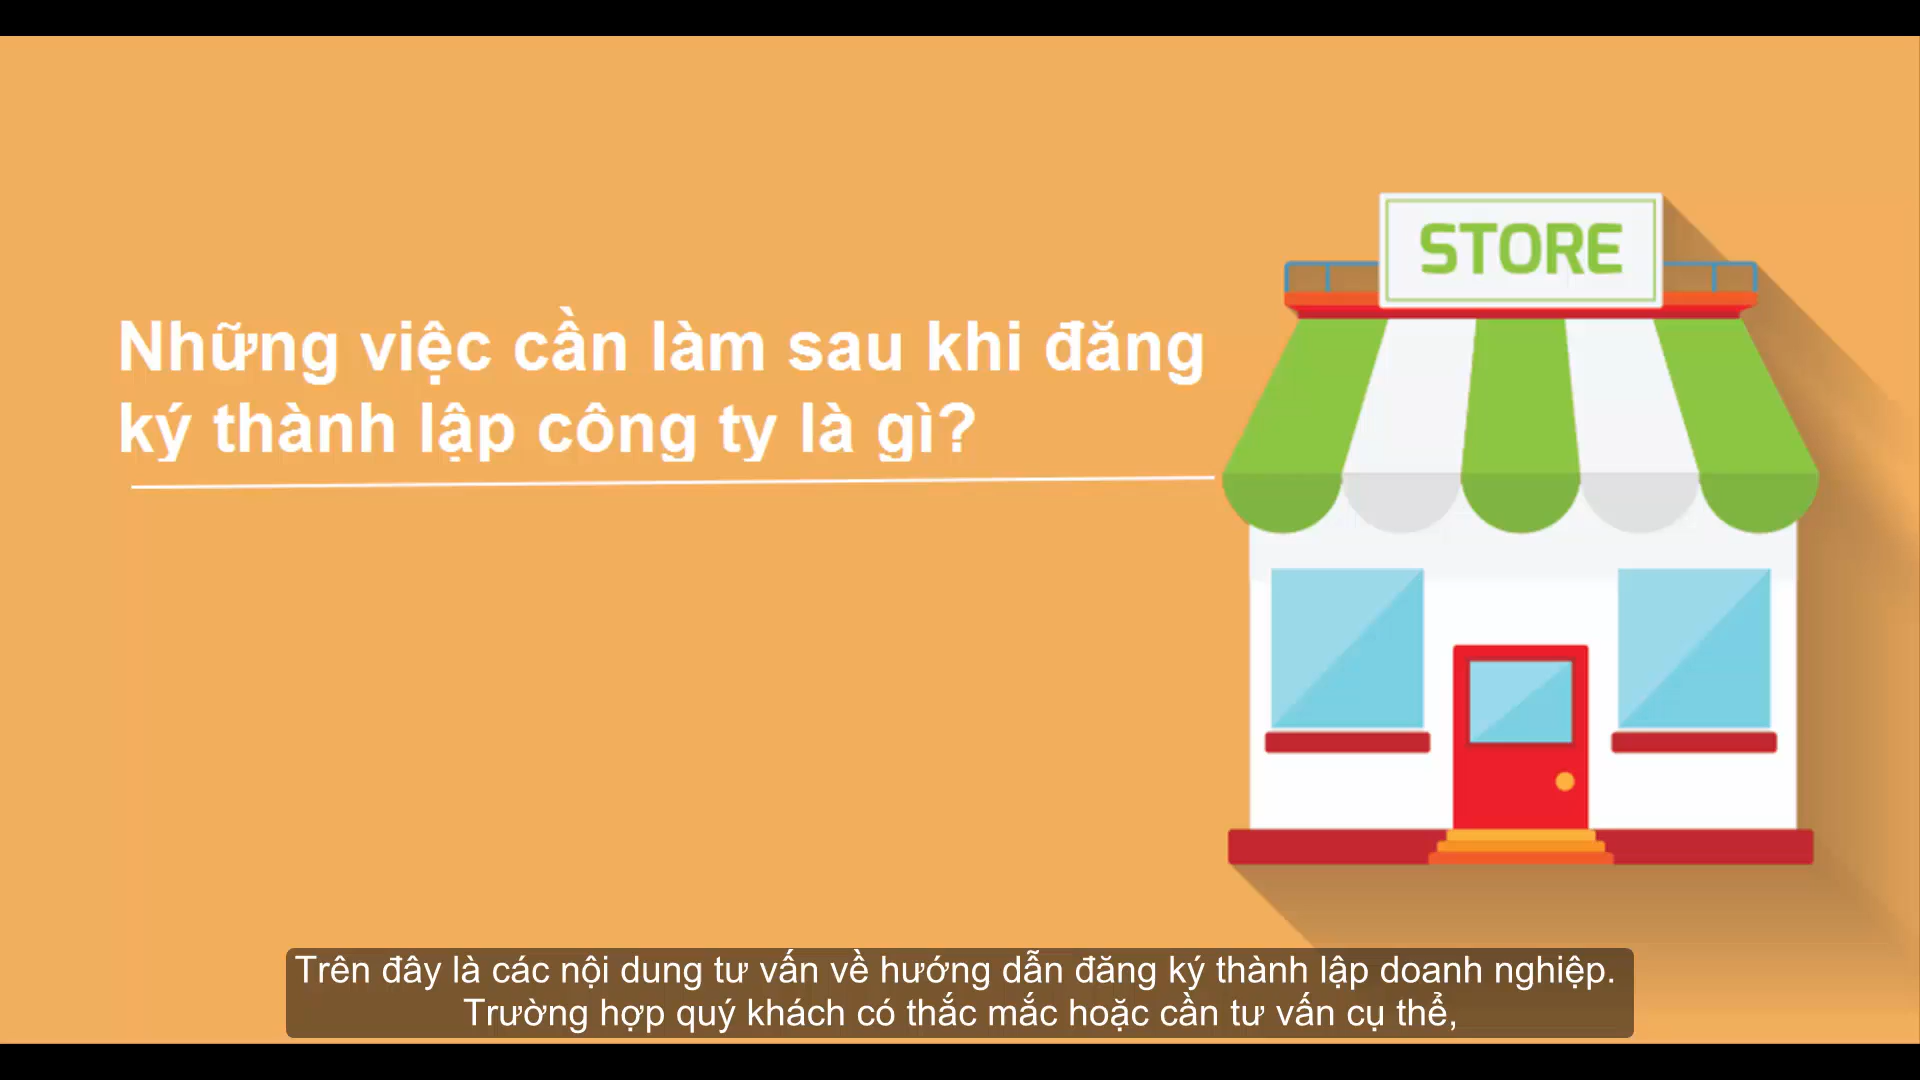 STORE
Những việc cần làm sau khi đăng
ký thành lập công ty là gì?
Trên đây là các nội dung tư vấn về hướng dẫn đăng ký thành lập doanh nghiệp.
Trường hợp quý khách có thắc mắc hoặc cần tư vấn cụ thể,